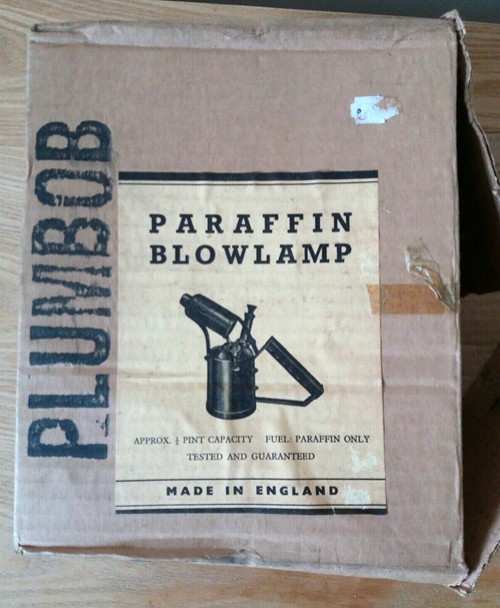 PLUMBOB
PARAFFIN
BLOWLAMP
APPROX. ½ PINT CAPACITY FUEL: PARAFFIN ONLY
TESTED AND GUARANTEED
MADE IN ENGLAND